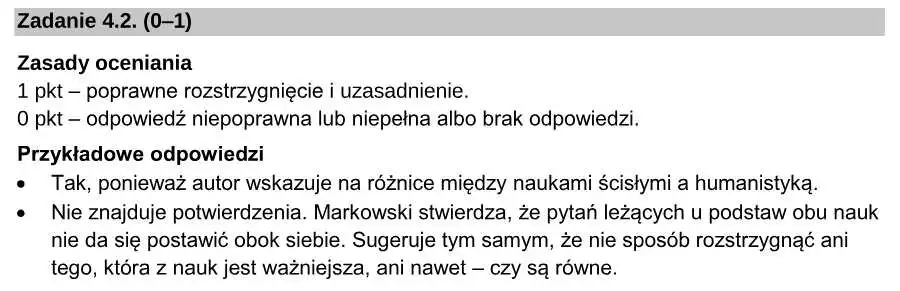 Zadanie 4.2. (0–1)
Zasady oceniania
1 pkt – poprawne rozstrzygnięcie i uzasadnienie.
0 pkt – odpowiedź niepoprawna lub niepełna albo brak odpowiedzi.
Przykładowe odpowiedzi
• Tak, ponieważ autor wskazuje na różnice między naukami ścisłymi a humanistyką.
• Nie znajduje potwierdzenia. Markowski stwierdza, że pytań leżących u podstaw obu nauk
nie da się postawić obok siebie. Sugeruje tym samym, że nie sposób rozstrzygnąć ani
tego, która z nauk jest ważniejsza, ani nawet – czy są równe.